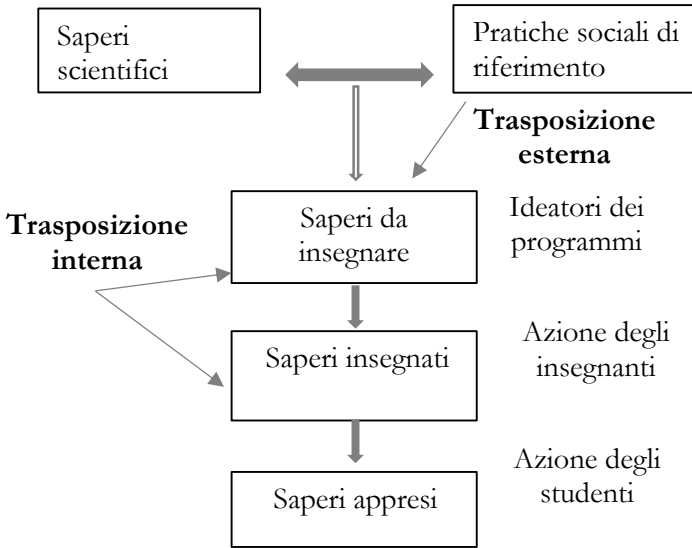 Saperi
scientifici
Pratiche sociali di
riferimento
Trasposizione
esterna
Trasposizione
interna
Saperi da
insegnare
Ideatori dei
programmi
Saperi insegnati
Azione degli
insegnanti
Saperi appresi
Azione degli
studenti